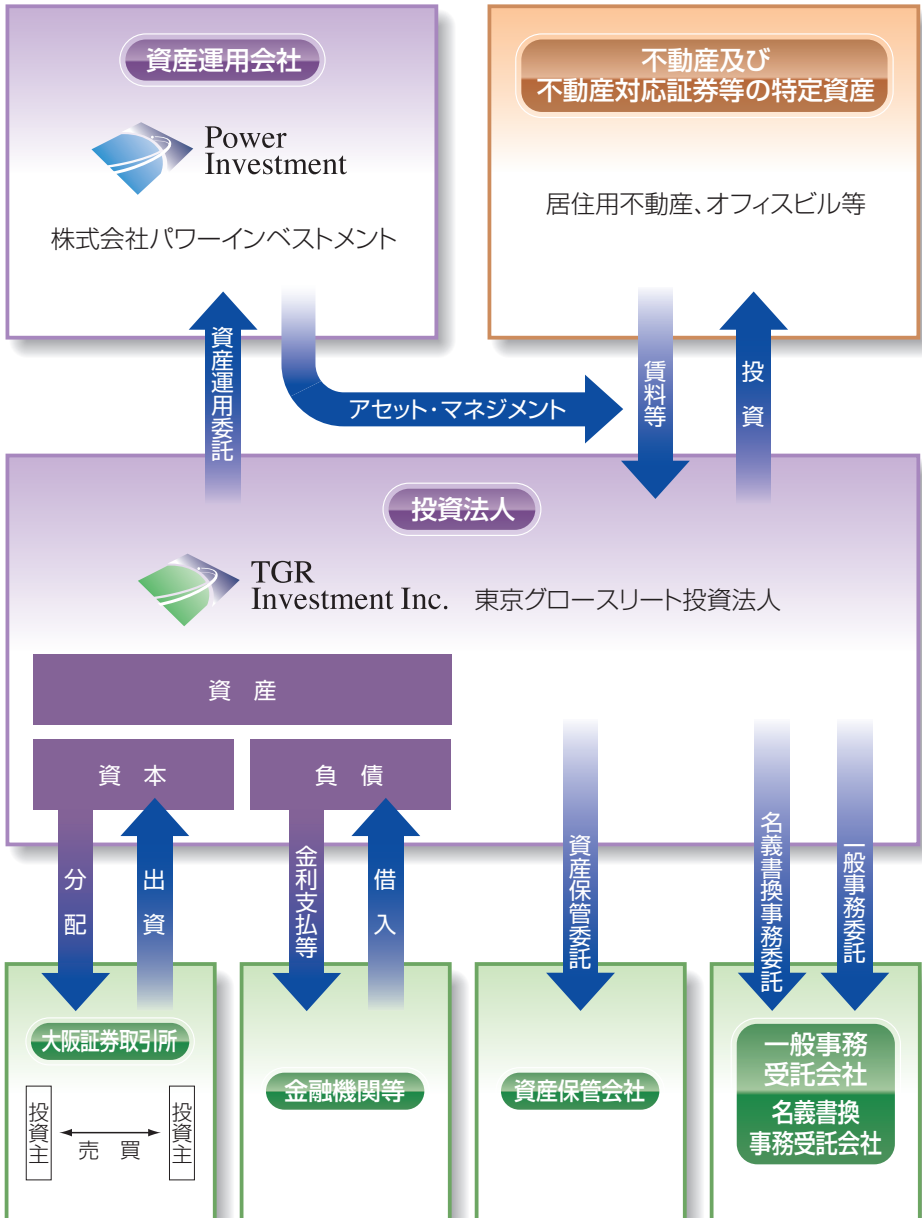 資産運用会社
Power
Investment
株式会社パワーインベストメント
不動産及び
不動産対応証券等の特定資産
居住用不動産、オフィスビル等
資産運用委託
アセット・マネジメント
賃料等
投資
投資法人
TGR
Investment Inc.
東京グロースリート投資法人
資産
資本
負債
分配
出資
金利支払等
借入
資産保管委託
名義書換事務委託
一般事務委託
大阪証券取引所
投資主
売買
投資主
金融機関等
資産保管会社
一般事務
受託会社
名義書換
事務受託会社